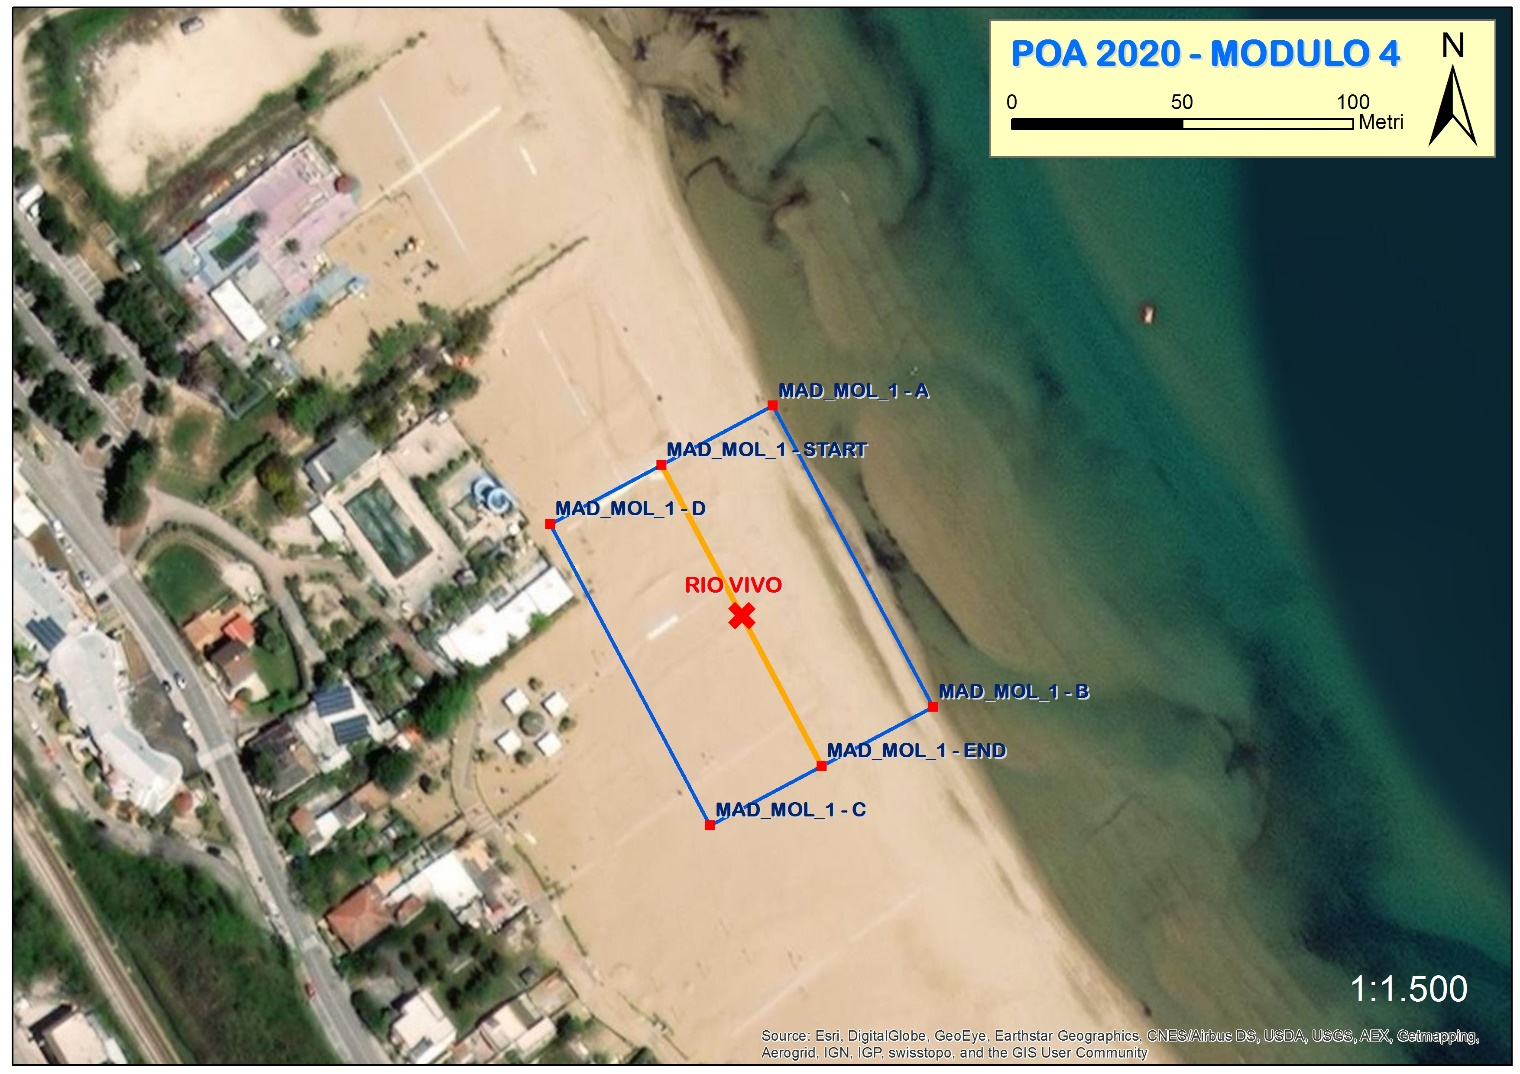 POA 2020 - MODULO 4
N
0 50 100
Metri
MAD_MOL_1 - A
MAD_MOL_1 - START
MAD_MOL_1 - D
RIO VIVO
MAD_MOL_1 - B
MAD_MOL_1 - END
MAD_MOL_1 - C
1:1.500
Source: Esri, DigitalGlobe, GeoEye, Earthstar Geographics, CNES/Airbus DS, USDA, USGS, AEX, Getmapping,
Aerogrid, IGN, IGP, swisstopo, and the GIS User Community